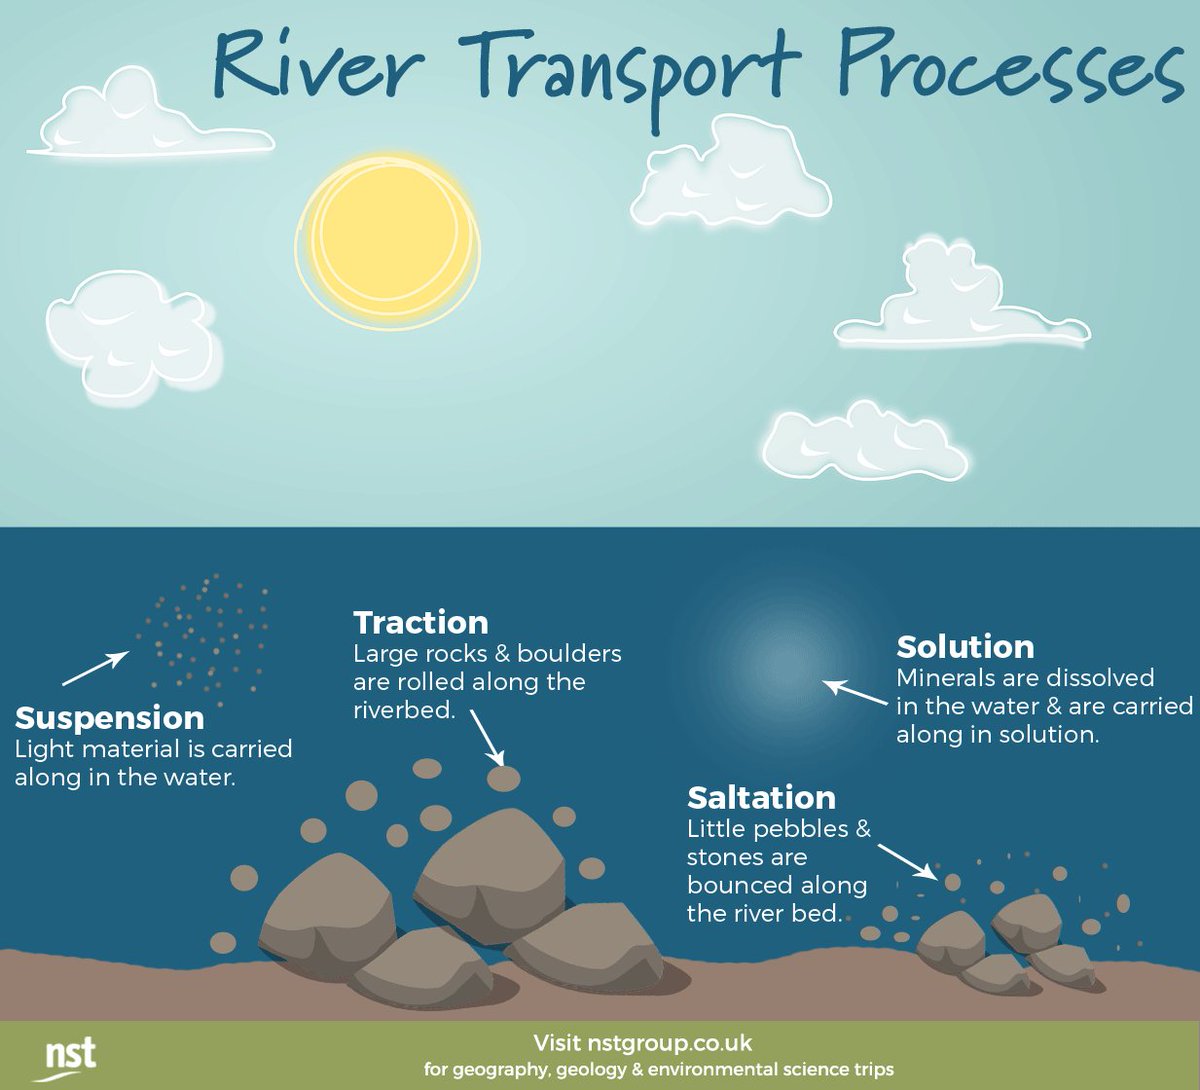 River Transport Processes
Suspension
Light material is carried
along in the water.
Traction
Large rocks & boulders
are rolled along the
riverbed.
Solution
Minerals are dissolved
in the water & are carried
along in solution.
Saltation
Little pebbles &
stones are
bounced along
the river bed.
nst
Visit nstgroup.co.uk
for geography, geology & environmental science trips